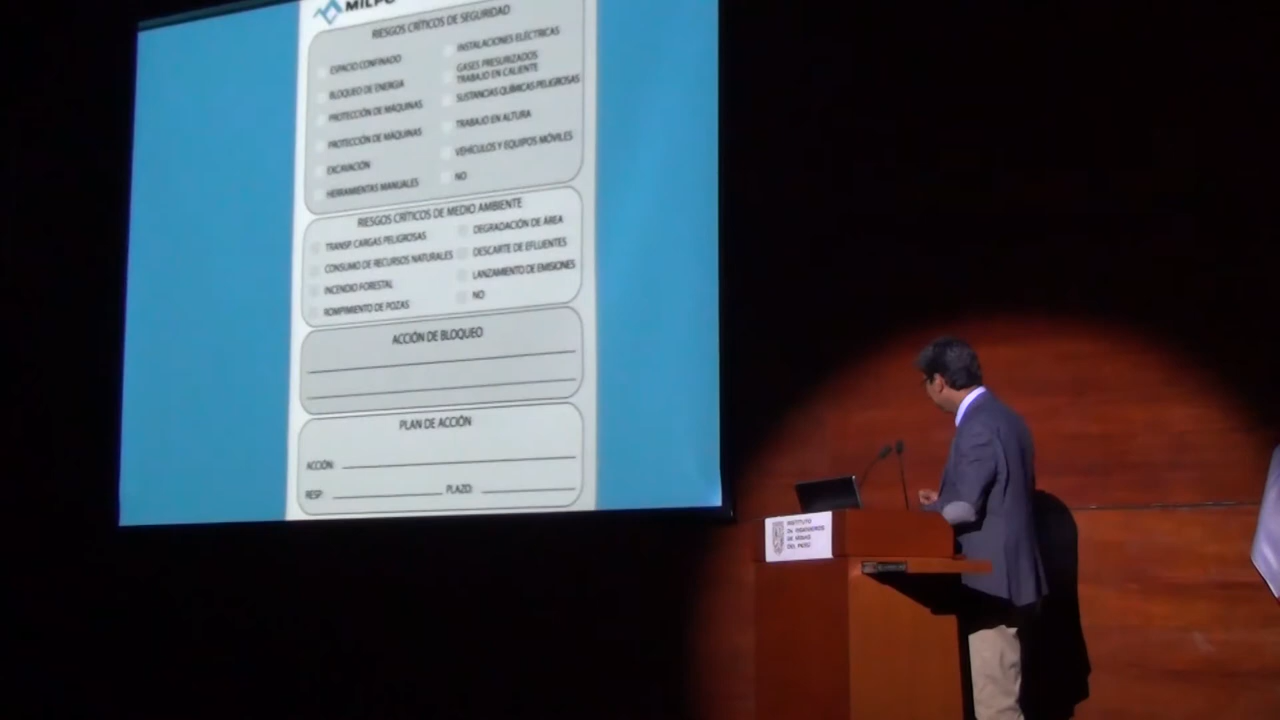 MILPO
RIESGOS CRÍTICOS DE SEGURIDAD
ESPACIO CONFINADO
BLOQUEO DE ENERGIA
PROTECCIÓN DE MÁQUINAS
PROTECCIÓN DE MÁQUINAS
EXCAVACIÓN
HERRAMIENTAS MANUALES
INSTALACIONES ELÉCTRICAS
GASES PRESURIZADOS
TRABAJO EN CALIENTE
SUSTANCIAS QUÍMICAS PELIGROSAS
TRABAJO EN ALTURA
VEHÍCULOS Y EQUIPOS MÓVILES
NO
RIESGOS CRÍTICOS DE MEDIO AMBIENTE
TRANSP. CARGAS PELIGROSAS
CONSUMO DE RECURSOS NATURALES
INCENDIO FORESTAL
ROMPIMIENTO DE POZAS
DEGRADACIÓN DE ÁREA
DESCARTE DE EFLUENTES
LANZAMIENTO DE EMISIONES
NO
ACCIÓN DE BLOQUEO
PLAN DE ACCIÓN
ACCIÓN:
RESP: PLAZO:
INSTITUTO
DE INGENIEROS
DE MINAS
DEL PERÚ